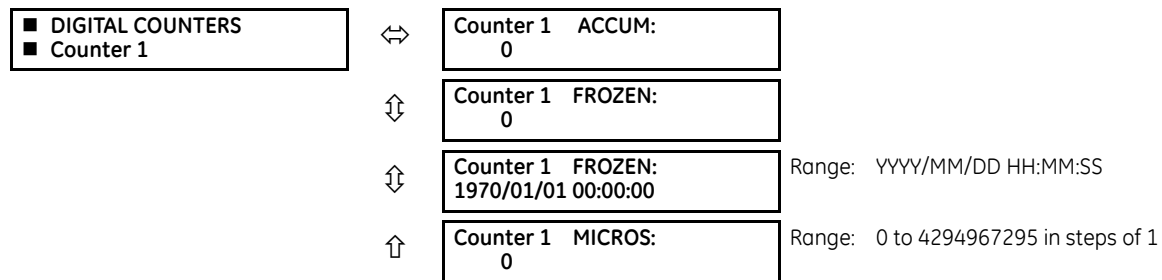 ■ DIGITAL COUNTERS
■ Counter 1
Counter 1 ACCUM:
0
Counter 1 FROZEN:
0
Counter 1 FROZEN:
1970/01/01 00:00:00
Range: YYYY/MM/DD HH:MM:SS
Counter 1 MICROS:
0
Range: 0 to 4294967295 in steps of 1